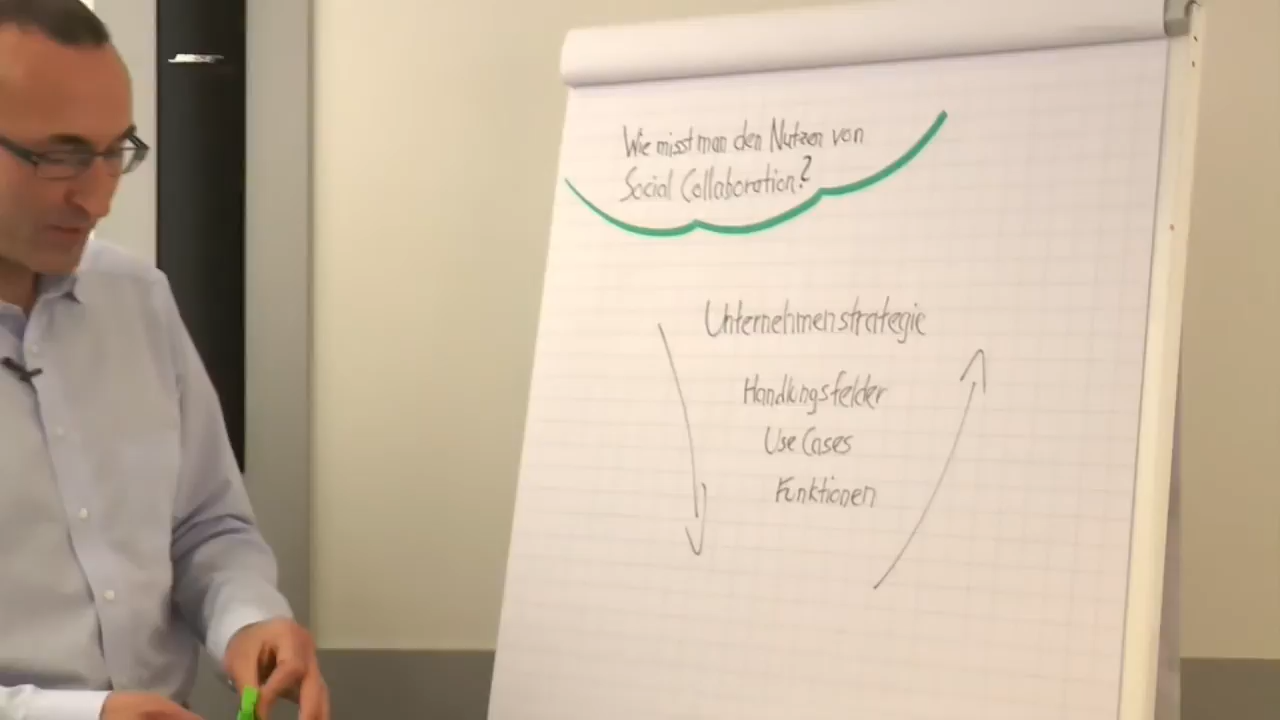 Wie misst man den Nutzen von
Social Collaboration?
Unternehmenstrategie
Handlungsfelder
Use Cases
Funktionen